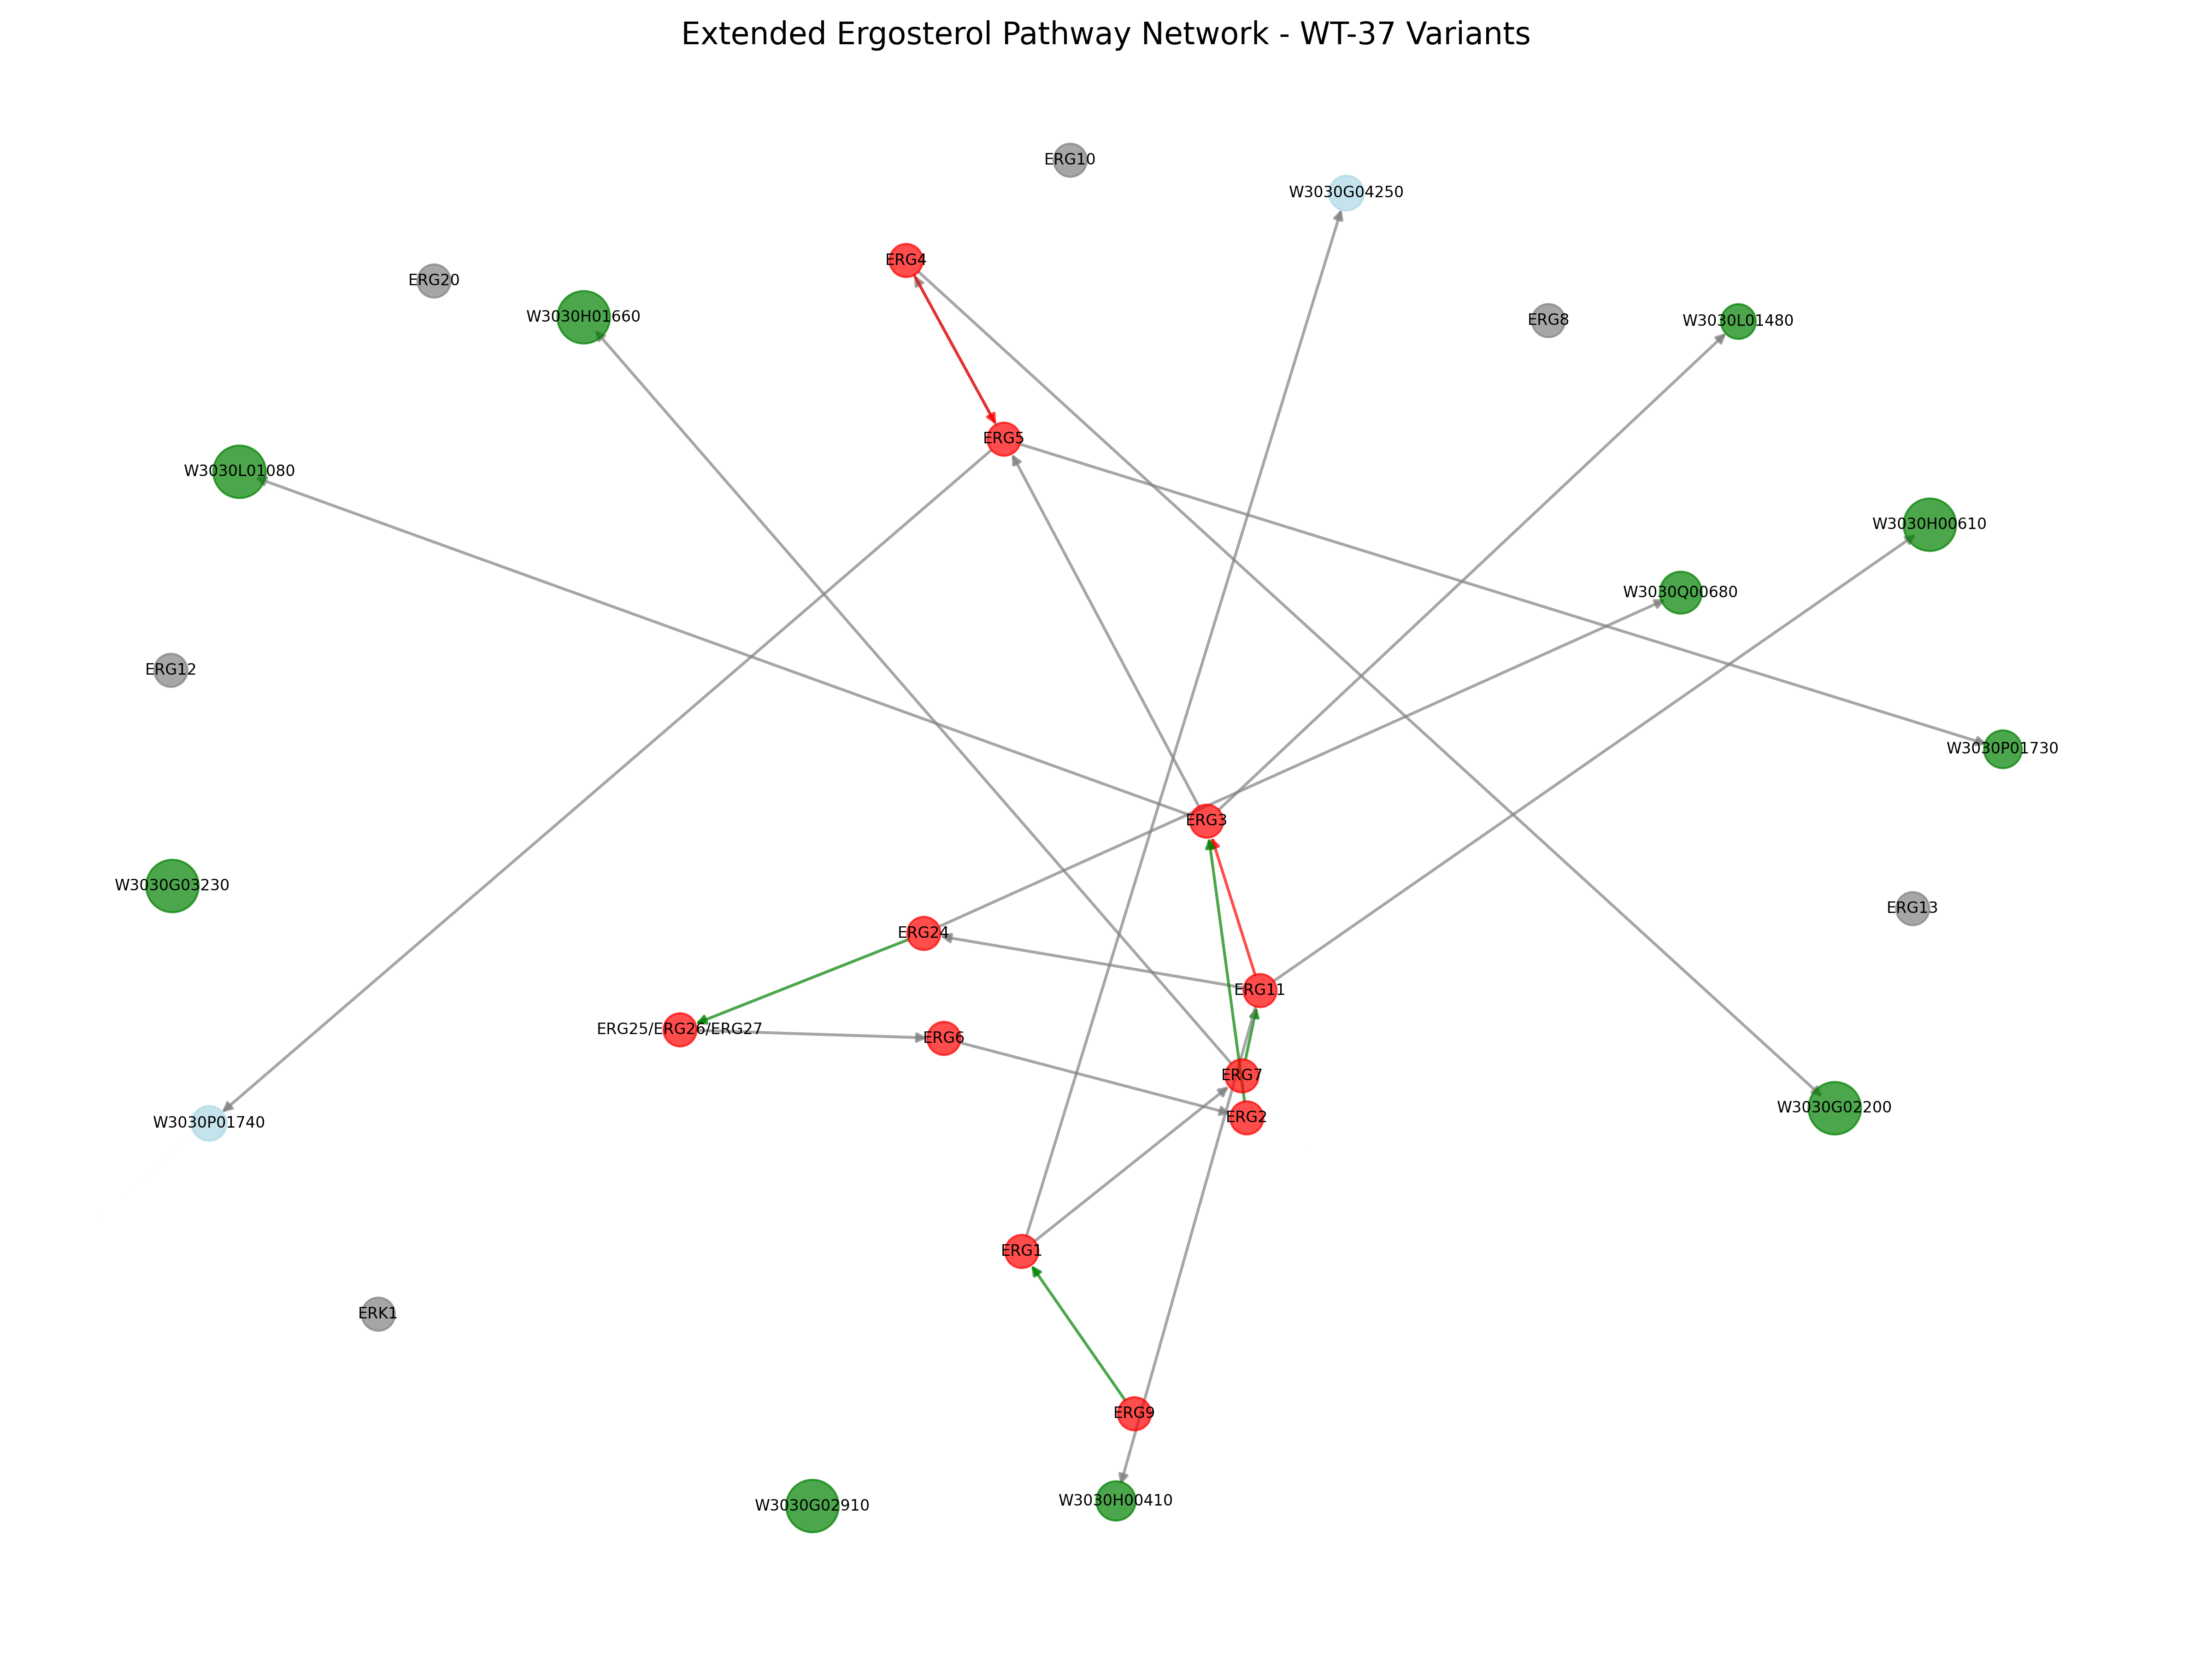 Extended Ergosterol Pathway Network - WT-37 Variants
ERG10
W3030G04250
ERG4
ERG20
W3030H01660
ERG8
W3030L01480
ERG5
W3030L01080
W3030H00610
W3030Q00680
ERG12
W3030P01730
ERG3
W3030G03230
ERG13
ERG24
ERG11
ERG25/ERG26/ERG27
ERG6
ERG7
W3030G02200
ERG2
W3030P01740
ERG1
ERK1
ERG9
W3030H00410
W3030G02910